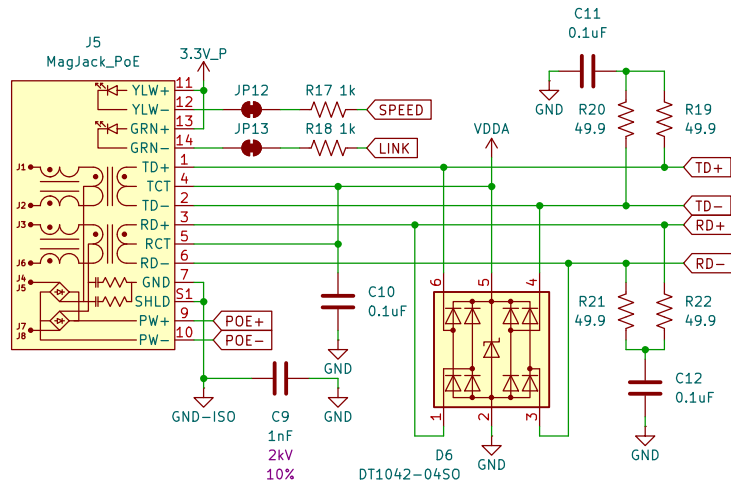 C11
0.1uF
J5
MagJack_PoE
3.3V_P
GND
R20
49.9
R19
49.9
YLW+
11
YLW-
12
JP12
R17 1k
SPEED
GRN+
13
GRN-
14
JP13
R18 1k
LINK
VDDA
J1
TD+
1
TD+
TCT
4
J2
TD-
2
TD-
J3
RD+
3
RD+
RCT
5
J6
RD-
6
RD-
J4
J5
GND
7
SHLD
S1
J7
J8
PW+
9
POE+
PW-
10
POE-
C10
0.1uF
GND
6
5
4
R21
49.9
R22
49.9
1
2
3
C12
0.1uF
GND
GND-ISO
C9
1nF
2kV
10%
GND
D6
DT1042-04SO
GND